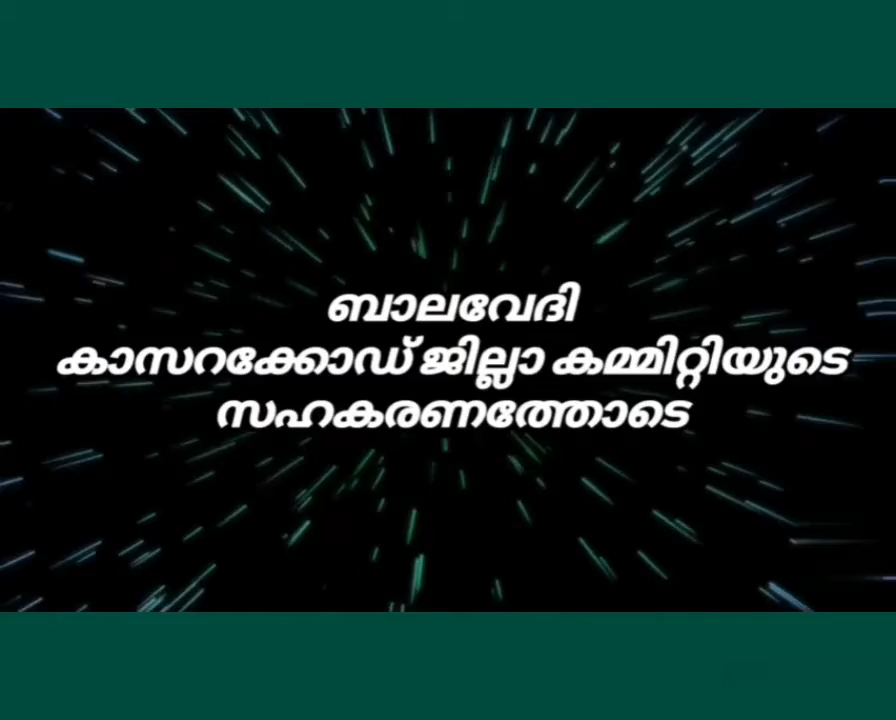 ബാലവേദി
കാസറക്കോഡ് ജില്ലാ കമ്മിറ്റിയുടെ
സഹകരണത്തോടെ